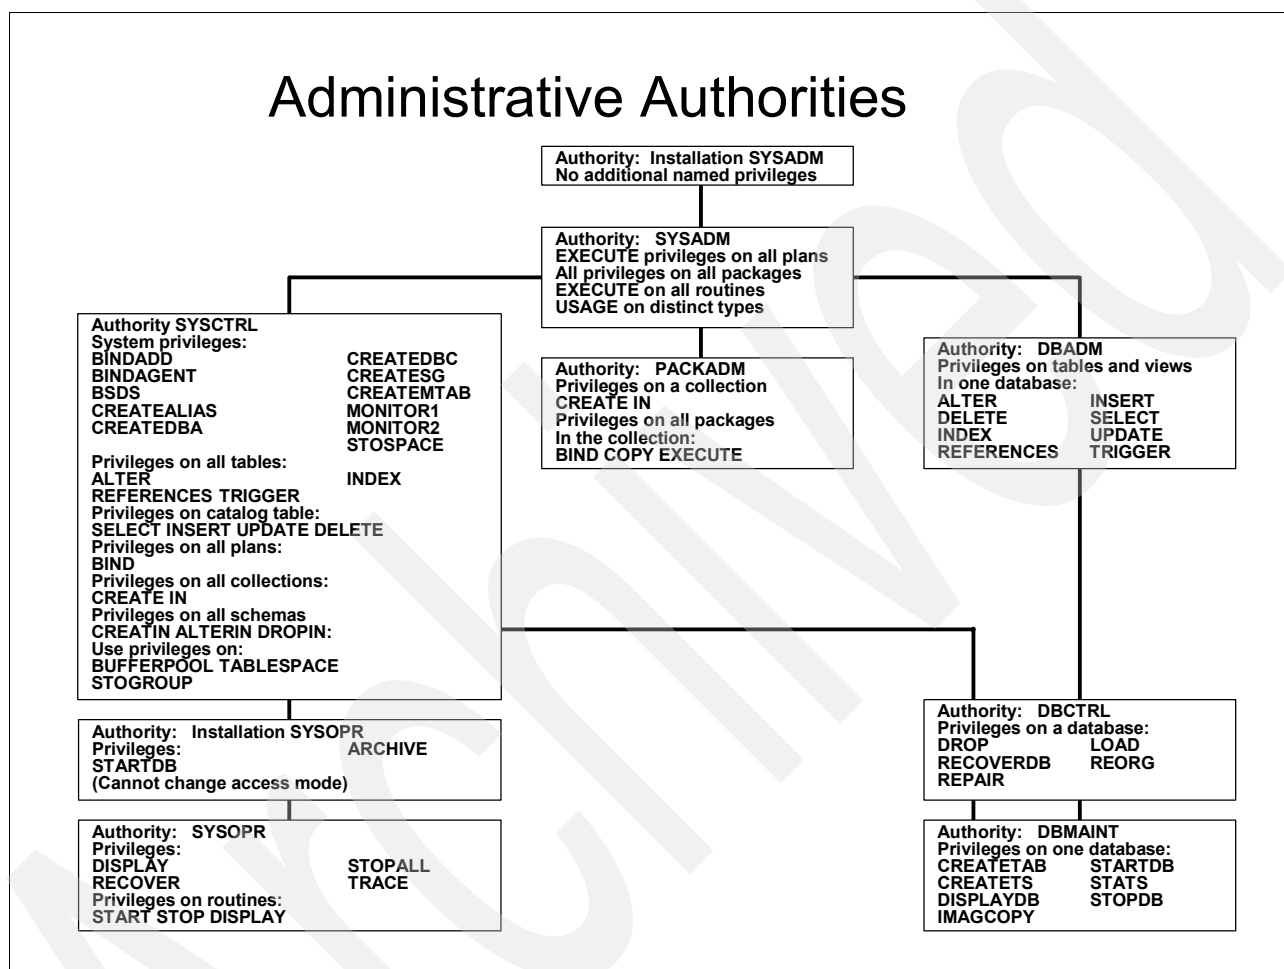 Administrative Authorities
Authority: Installation SYSADM
No additional named privileges
Authority: SYSADM
EXECUTE privileges on all plans
All privileges on all packages
EXECUTE on all routines
USAGE on distinct types
Authority SYSCTRL
System privileges:
BINDADD CREATEDBC
BINDAGENT CREATESG
BSDS CREATEMTAB
CREATEALIAS MONITOR1
CREATEDBA MONITOR2
STOSPACE
Privileges on all tables:
ALTER INDEX
REFERENCES TRIGGER
Privileges on catalog table:
SELECT INSERT UPDATE DELETE
Privileges on all plans:
BIND
Privileges on all collections:
CREATE IN
Privileges on all schemas
CREATIN ALTERIN DROPIN:
Use privileges on:
BUFFERPOOL TABLESPACE
STOGROUP
Authority: PACKADM
Privileges on a collection
CREATE IN
Privileges on all packages
In the collection:
BIND COPY EXECUTE
Authority: DBADM
Privileges on tables and views
In one database:
ALTER INSERT
DELETE SELECT
INDEX UPDATE
REFERENCES TRIGGER
Authority: Installation SYSOPR
Privileges: ARCHIVE
STARTDB
(Cannot change access mode)
Authority: SYSOPR
Privileges:
DISPLAY STOPALL
RECOVER TRACE
Privileges on routines:
START STOP DISPLAY
Authority: DBCTRL
Privileges on a database:
DROP LOAD
RECOVERDB REORG
REPAIR
Authority: DBMAINT
Privileges on one database:
CREATETAB STARTDB
CREATETS STATS
DISPLAYDB STOPDB
IMAGCOPY
Archived